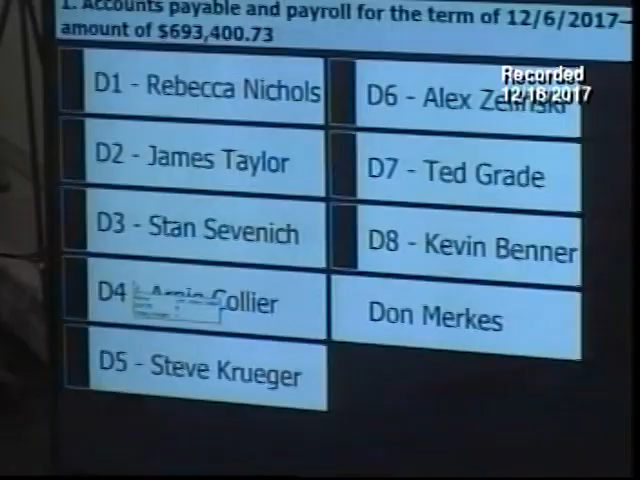 1. Accounts payable and payroll for the term of 12/6/2017-
amount of $693,400.73
D1 - Rebecca Nichols
D2 - James Taylor
D3 - Stan Sevenich
D4 - Arnie Collier
D5 - Steve Krueger
D6 - Alex Zelinski
D7 - Ted Grade
D8 - Kevin Benner
Don Merkes
Recorded
12/18/2017